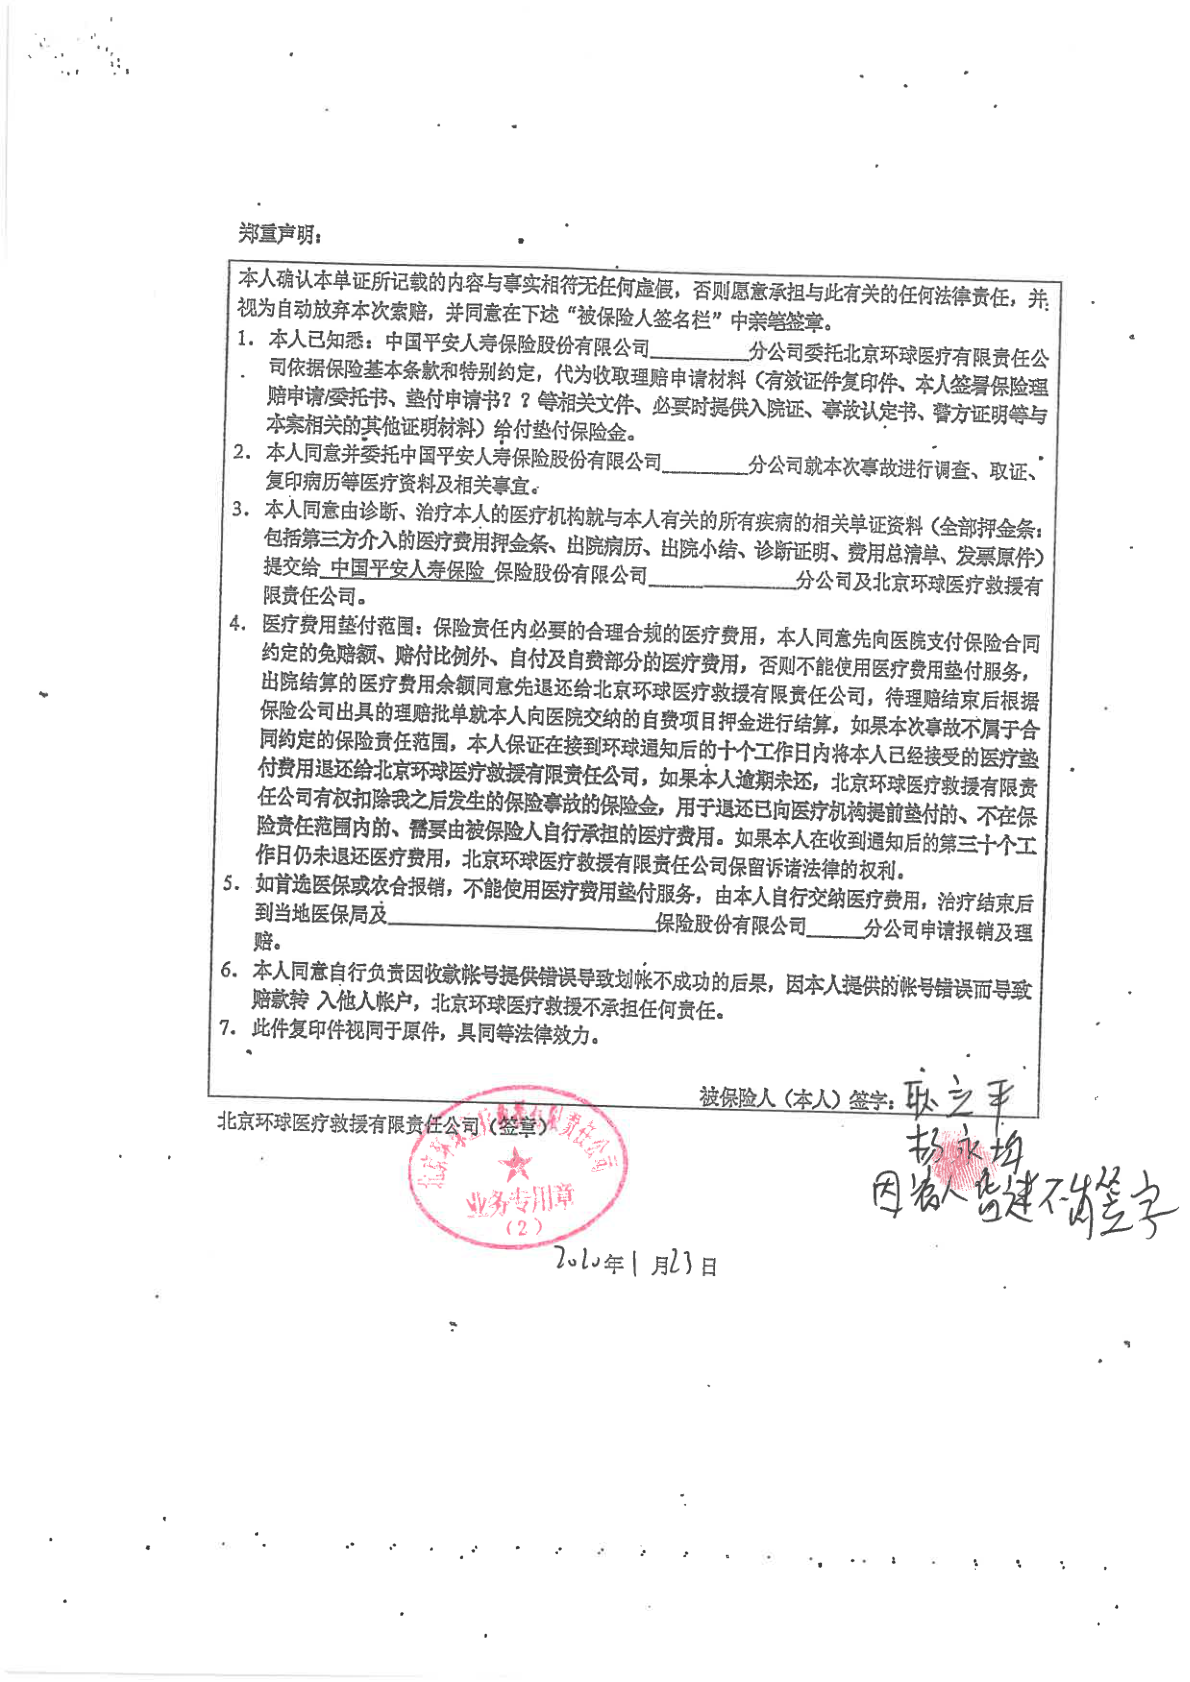 郑重声明：
本人确认本单证所记载的内容与事实相符无任何虚假，否则愿意承担与此有关的任何法律责任，并
视为自动放弃本次索赔，并同意在下述“被保险人签名栏”中亲笔签章。
1. 本人已知悉：中国平安人寿保险股份有限公司__________分公司委托北京环球医疗有限责任公
司依据保险基本条款和特别约定，代为收取理赔申请材料（有效证件复印件、本人签署保险理
赔申请/委托书、垫付申请书？？等相关文件、必要时提供入院证、事故认定书、警方证明等与
本案相关的其他证明材料）给付垫付保险金。
2. 本人同意并委托中国平安人寿保险股份有限公司_________分公司就本次事故进行调查、取证、
复印病历等医疗资料及相关事宜。
3. 本人同意由诊断、治疗本人的医疗机构就与本人有关的所有疾病的相关单证资料（全部押金条：
包括第三方介入的医疗费用押金条、出院病历、出院小结、诊断证明、费用总清单、发票原件）
提交给 中国平安人寿保险 保险股份有限公司_______________分公司及北京环球医疗救援有
限责任公司。
4. 医疗费用垫付范围：保险责任内必要的合理合规的医疗费用，本人同意先向医院支付保险合同
约定的免赔额、赔付比例外、自付及自费部分的医疗费用，否则不能使用医疗费用垫付服务，
出院结算的医疗费用余额同意先退还给北京环球医疗救援有限责任公司，待理赔结束后根据
保险公司出具的理赔批单就本人向医院交纳的自费项目押金进行结算，如果本次事故不属于合
同约定的保险责任范围，本人保证在接到环球通知后的十个工作日内将本人已经接受的医疗垫
付费用退还给北京环球医疗救援有限责任公司，如果本人逾期未还，北京环球医疗救援有限责
任公司有权扣除我之后发生的保险事故的保险金，用于退还已向医疗机构提前垫付的、不在保
险责任范围内的、需要由被保险人自行承担的医疗费用。如果本人在收到通知后的第三十个工
作日仍未退还医疗费用，北京环球医疗救援有限责任公司保留诉诸法律的权利。
5. 如首选医保或农合报销，不能使用医疗费用垫付服务，由本人自行交纳医疗费用，治疗结束后
到当地医保局及____________________________保险股份有限公司______分公司申请报销及理
赔。
6. 本人同意自行负责因收款帐号提供错误导致划帐不成功的后果，因本人提供的帐号错误而导致
赔款转 入他人帐户，北京环球医疗救援不承担任何责任。
7. 此件复印件视同于原件，具同等法律效力。
被保险人（本人）签字：耿立平
北京环球医疗救援有限责任公司（签章）
业务专用章
（2）
杨永
因病人 不能签字
2020年1月23日